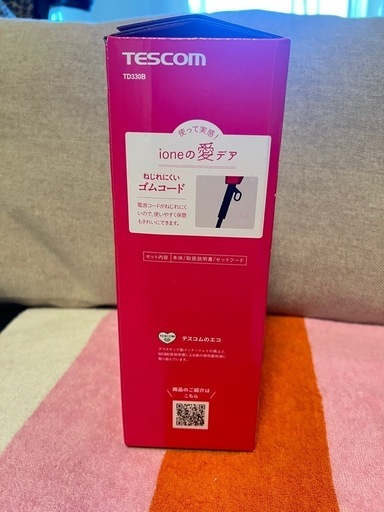 TESCOM
TD330B
使って実感!
ioneの愛デア
ねじれにくい
ゴムコード
電源コードがねじれにく
いので、使いやすく保管
もきれいにできます。
セット内容 本体/取扱説明書/セットフード
TESCOM
テスコムのエコ
商品のご紹介は
こちら